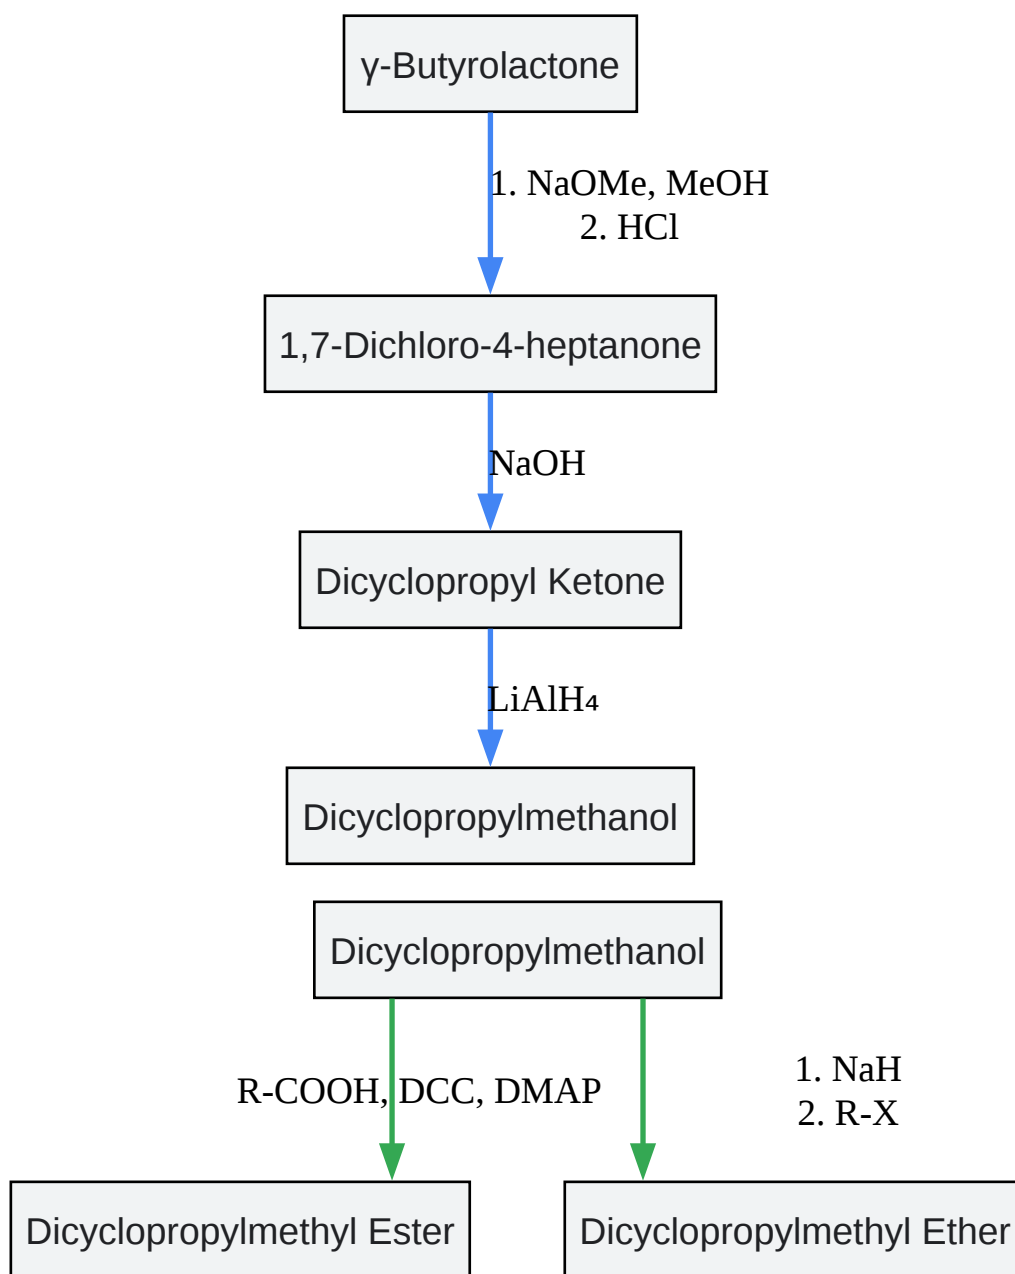 γ-Butyrolactone
1. NaOMe, MeOH
2. HCl
1,7-Dichloro-4-heptanone
NaOH
Dicyclopropyl Ketone
LiAlH₄
Dicyclopropylmethanol
Dicyclopropylmethanol
R-COOH, DCC, DMAP
1. NaH
2. R-X
Dicyclopropylmethyl Ester
Dicyclopropylmethyl Ether